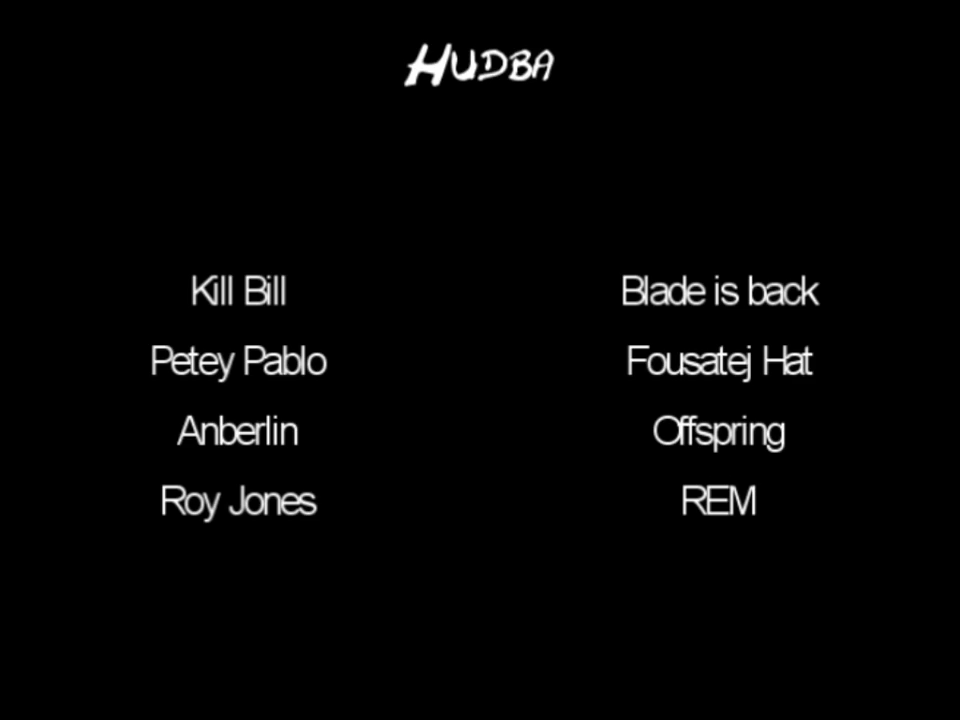 HUDBA
Kill Bill
Blade is back
Petey Pablo
Fousatej Hat
Anberlin
Offspring
Roy Jones
REM